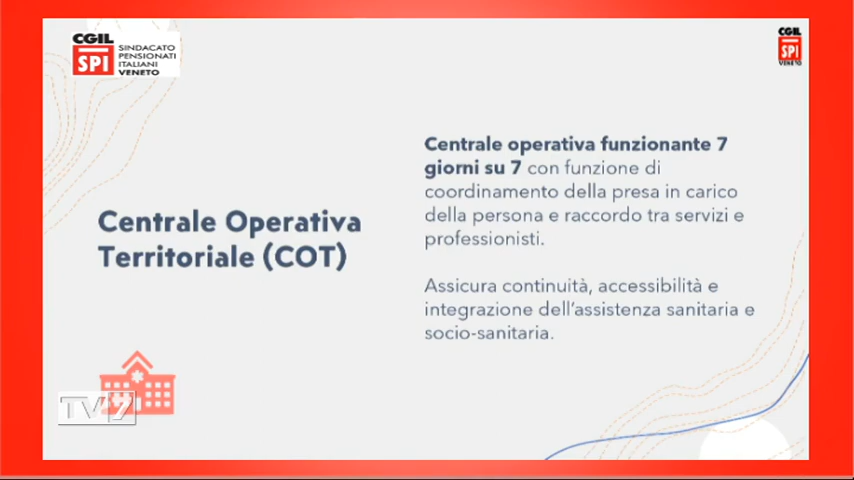 CGIL
SPI
SINDACATO
PENSIONATI
ITALIANI
VENETO
CGIL
SPI
VENETO
Centrale Operativa
Territoriale (COT)
Centrale operativa funzionante 7
giorni su 7 con funzione di
coordinamento della presa in carico
della persona e raccordo tra servizi e
professionisti.
Assicura continuità, accessibilità e
integrazione dell'assistenza sanitaria e
socio-sanitaria.
TV7